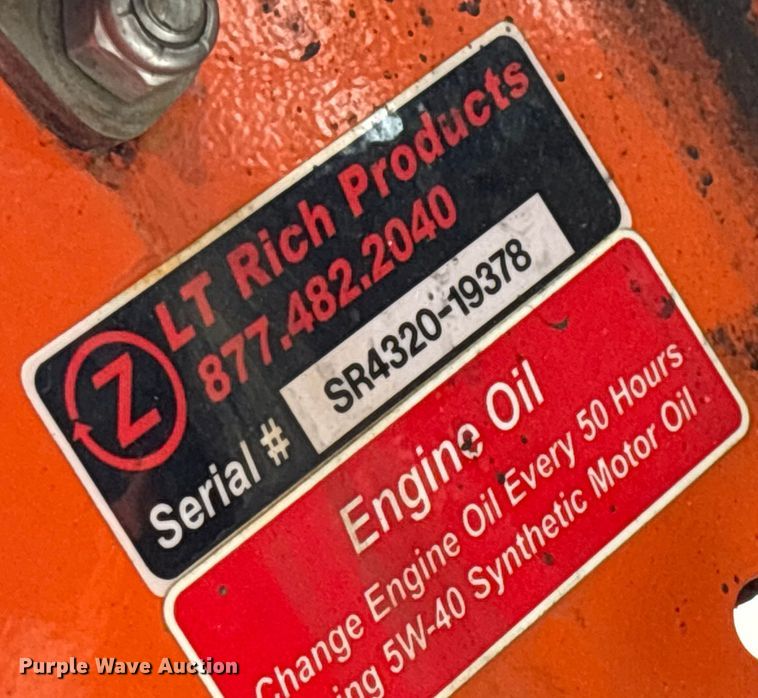 Z
LT Rich Products
877.482.2040
Serial # SR4320-19378
Engine Oil
Change Engine Oil Every 50 Hours
5W-40 Synthetic Motor Oil
Purple Wave Auction